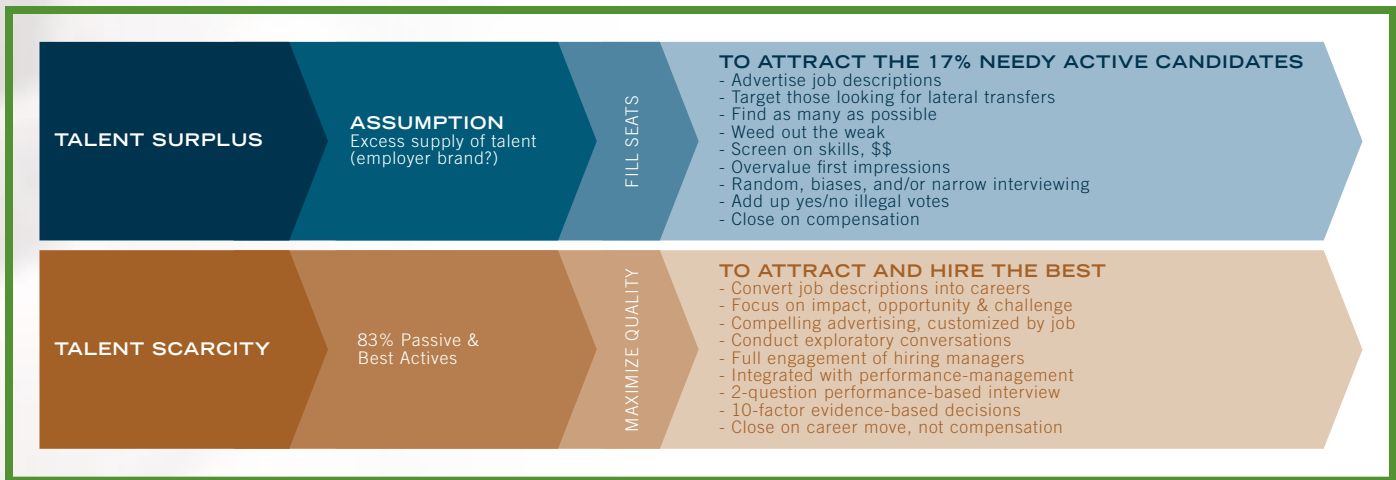 TALENT SURPLUS
ASSUMPTION
Excess supply of talent
(employer brand?)
FILL SEATS
TO ATTRACT THE 17% NEEDY ACTIVE CANDIDATES
- Advertise job descriptions
- Target those looking for lateral transfers
- Find as many as possible
- Weed out the weak
- Screen on skills, $$
- Overvalue first impressions
- Random, biases, and/or narrow interviewing
- Add up yes/no illegal votes
- Close on compensation
TALENT SCARCITY
83% Passive &
Best Actives
MAXIMIZE QUALITY
TO ATTRACT AND HIRE THE BEST
- Convert job descriptions into careers
- Focus on impact, opportunity & challenge
- Compelling advertising, customized by job
- Conduct exploratory conversations
- Full engagement of hiring managers
- Integrated with performance-management
- 2-question performance-based interview
- 10-factor evidence-based decisions
- Close on career move, not compensation